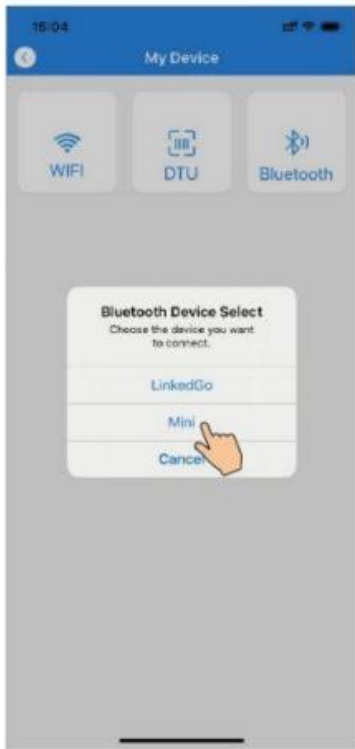 16:04
My Device
WIFI
DTU
Bluetooth
Bluetooth Device Select
Choose the device you want
to connect.
LinkedGo
Mini
Cancel